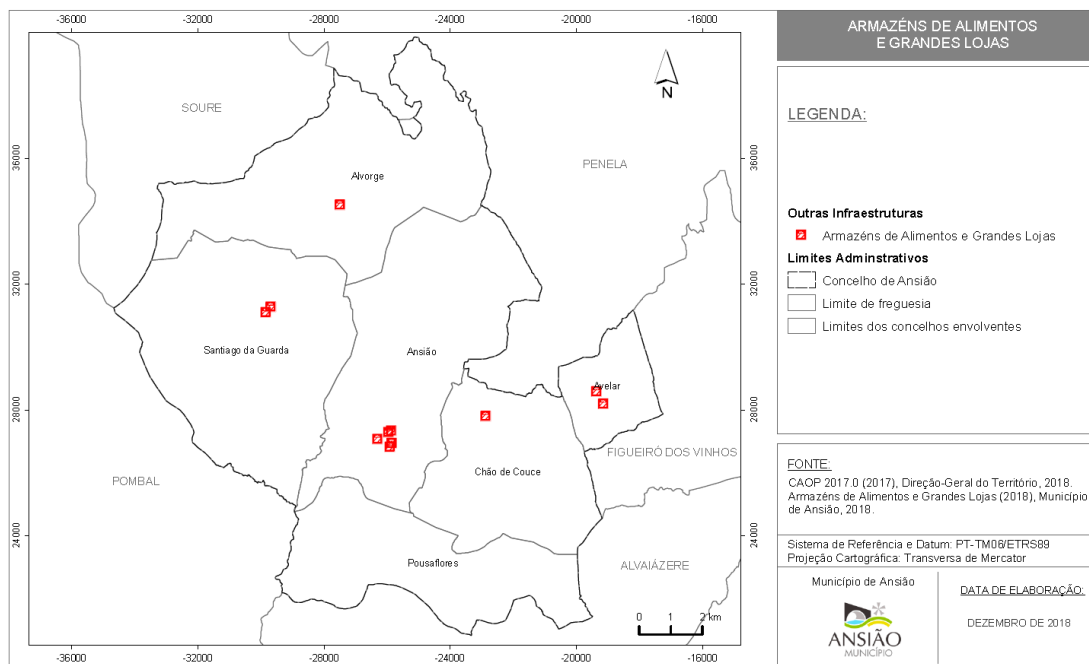 -36000 -32000 -28000 -24000 -20000 -16000
36000 32000 28000 24000
36000 32000 28000 24000
-36000 -32000 -28000 -24000 -20000 -16000
SOURE
PENELA
Alvorge
N
Santiago da Guarda
Ansião
Avelar
Chão de Couce
FIGUEIRÓ DOS VINHOS
POMBAL
Pousaflores
ALVAIÁZERE
0 1 2 km
ARMAZÉNS DE ALIMENTOS
E GRANDES LOJAS
LEGENDA:
Outras Infraestruturas
Armazéns de Alimentos e Grandes Lojas
Limites Adminstrativos
Concelho de Ansião
Limite de freguesia
Limites dos concelhos envolventes
FONTE:
CAOP 2017.0 (2017), Direção-Geral do Território, 2018.
Armazéns de Alimentos e Grandes Lojas (2018), Município
de Ansião, 2018.
Sistema de Referência e Datum: PT-TM06/ETRS89
Projeção Cartográfica: Transversa de Mercator
Município de Ansião
ANSIÃO
MUNICÍPIO
DATA DE ELABORAÇÃO:
DEZEMBRO DE 2018